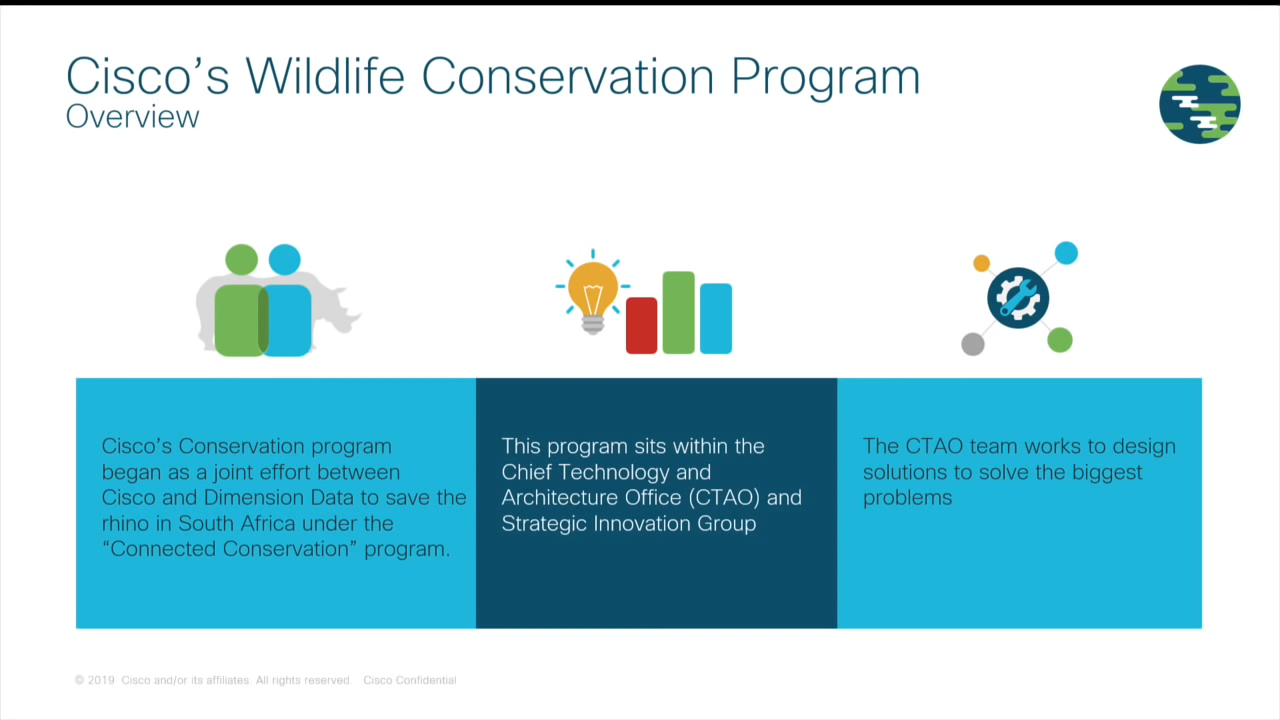 Cisco’s Wildlife Conservation Program
Overview
Cisco’s Conservation program
began as a joint effort between
Cisco and Dimension Data to save the
rhino in South Africa under the
“Connected Conservation” program.
This program sits within the
Chief Technology and
Architecture Office (CTAO) and
Strategic Innovation Group
The CTAO team works to design
solutions to solve the biggest
problems
© 2019 Cisco and/or its affiliates. All rights reserved. Cisco Confidential